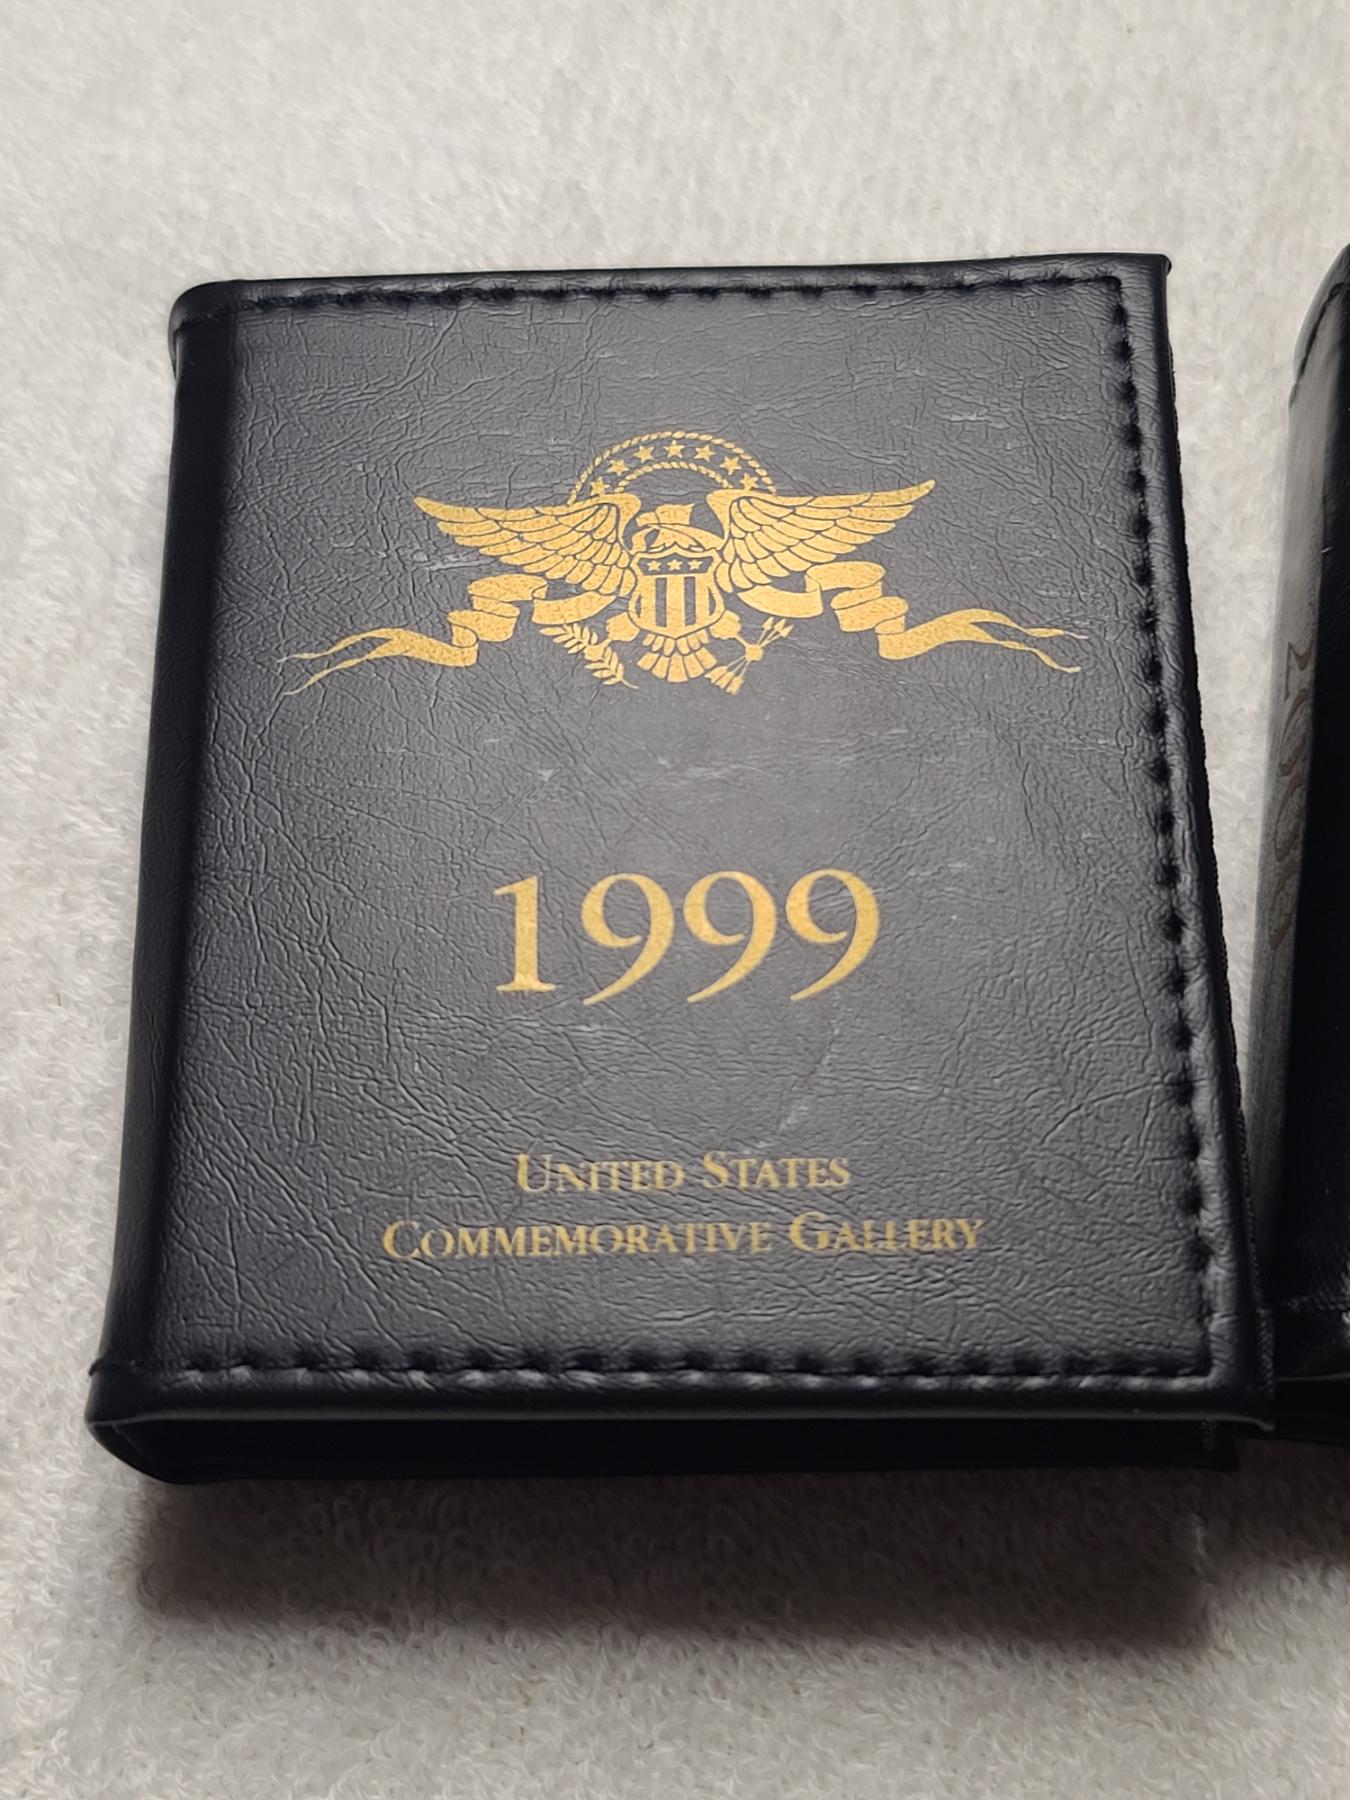 1999
UNITED STATES
COMMEMORATIVE GALLERY